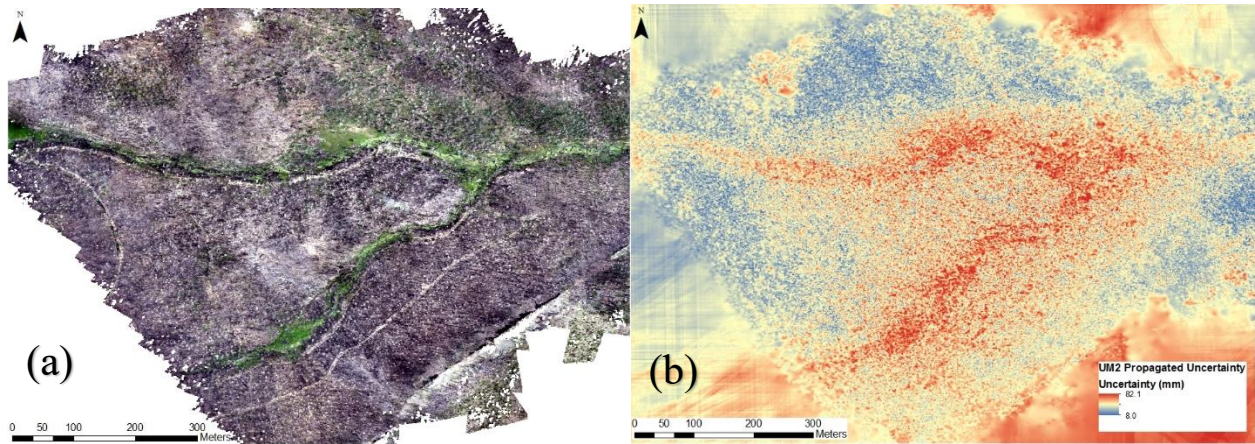 N
(a)
0 50 100 200 300
Meters
N
(b)
0 50 100 200 300
Meters
UM2 Propagated Uncertainty
Uncertainty (mm)
82.1
8.0